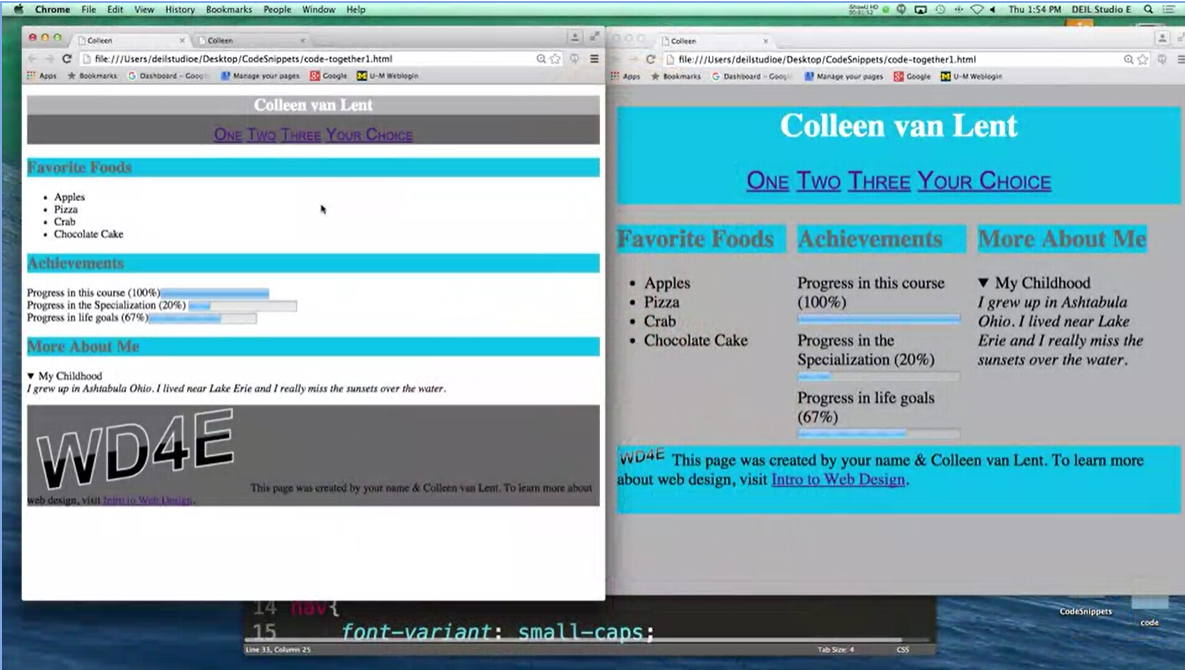 Chrome File Edit View History Bookmarks People Window Help
Thu 1:54 PM DEIL Studio E
Colleen
Colleen
file:///Users/deilstudioe/Desktop/CodeSnippets/code-together1.html
Apps Bookmarks Dashboard – Goog Manage your pages Google U-M Weblogin
Colleen van Lent
One Two Three Your Choice
Favorite Foods
• Apples
• Pizza
• Crab
• Chocolate Cake
Achievements
Progress in this course (100%)
Progress in the Specialization (20%)
Progress in life goals (67%)
More About Me
▼ My Childhood
I grew up in Ashtabula Ohio. I lived near Lake Erie and I really miss the sunsets over the water.
WD4E
This page was created by your name & Colleen van Lent. To learn more about
web design, visit Intro to Web Design.
Colleen
file:///Users/deilstudioe/Desktop/CodeSnippets/code-together1.html
Apps Bookmarks Dashboard – Goog Manage your pages Google U-M Weblogin
Colleen van Lent
One Two Three Your Choice
Favorite Foods
• Apples
• Pizza
• Crab
• Chocolate Cake
Achievements
Progress in this course
(100%)
Progress in the
Specialization (20%)
Progress in life goals
(67%)
More About Me
▼ My Childhood
I grew up in Ashtabula
Ohio. I lived near Lake
Erie and I really miss the
sunsets over the water.
WD4E This page was created by your name & Colleen van Lent. To learn more
about web design, visit Intro to Web Design.
14 nav{
15 font-variant: small-caps;
Line 33, Column 25
Tab Size: 4 CSS
CodeSnippets
code